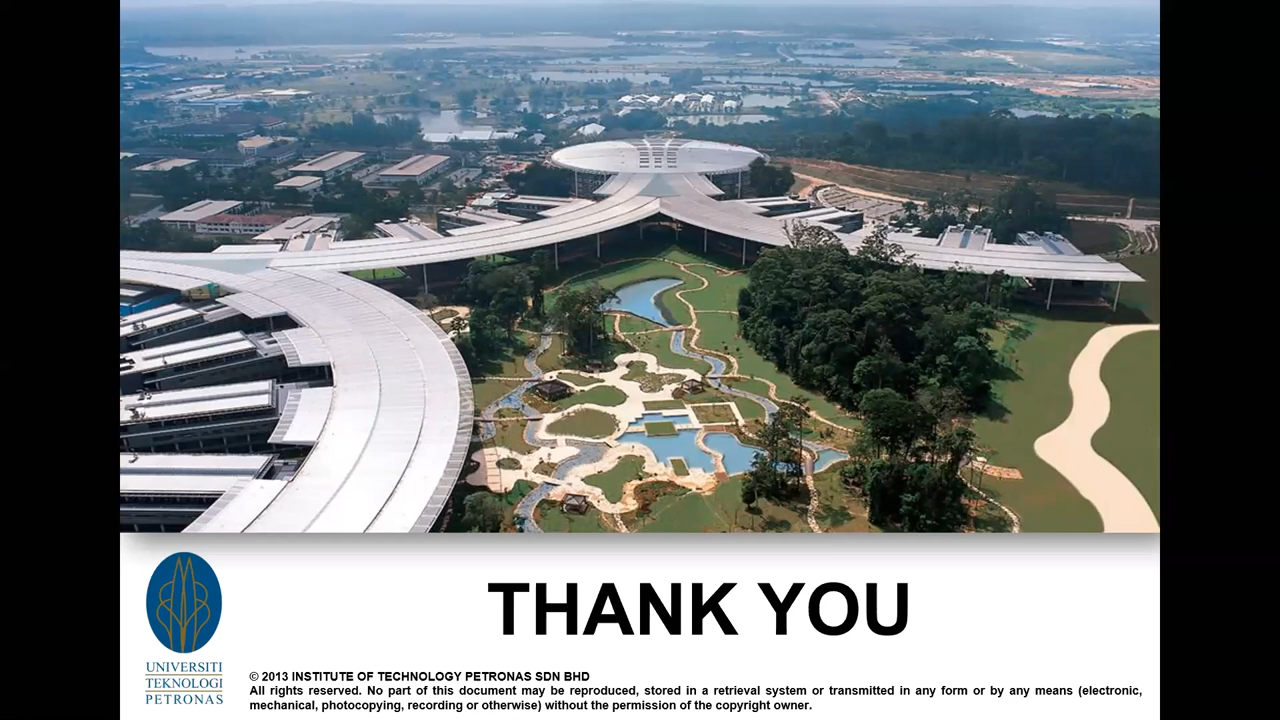 THANK YOU
UNIVERSITI
TEKNOLOGI
PETRONAS
© 2013 INSTITUTE OF TECHNOLOGY PETRONAS SDN BHD
All rights reserved. No part of this document may be reproduced, stored in a retrieval system or transmitted in any form or by any means (electronic,
mechanical, photocopying, recording or otherwise) without the permission of the copyright owner.